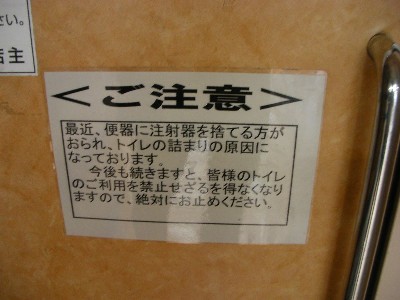 さい。
店主
＜ご注意＞
最近、便器に注射器を捨てる方が
おられ、トイレの詰まりの原因に
なっております。
今後も続きますと、皆様のトイレ
のご利用を禁止せざるを得なくなり
ますので、絶対にお止めください。